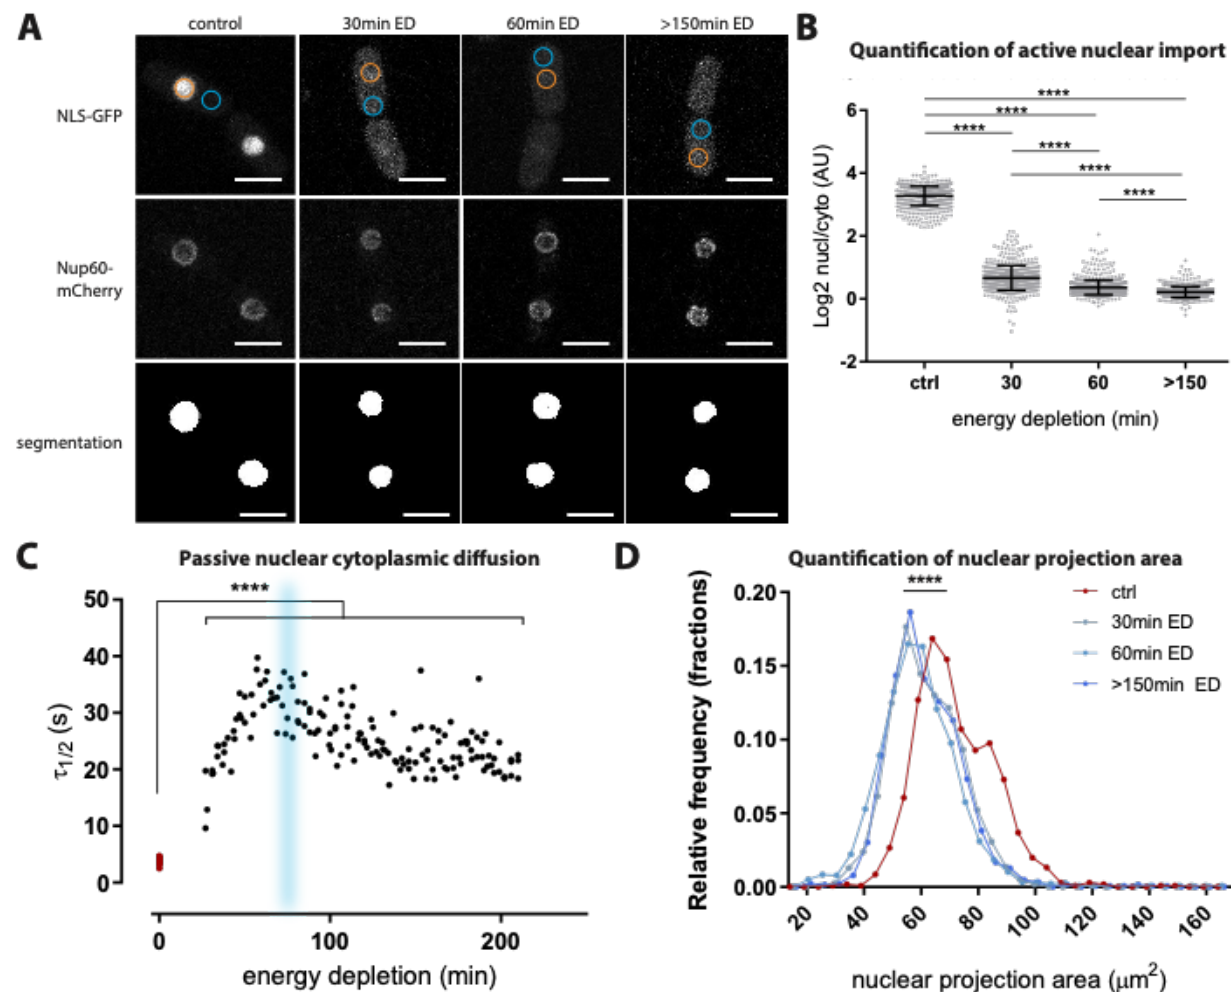 A
control
30min ED
60min ED
>150min ED
NLS-GFP
Nup60-
mCherry
segmentation
B
Quantification of active nuclear import
****
****
****
****
****
****
Log2 nucl/cyto (AU)
6
4
2
0
-2
ctrl
30
60
>150
energy depletion (min)
C
Passive nuclear cytoplasmic diffusion
****
τ1/2 (s)
50
40
30
20
10
0
0
100
200
energy depletion (min)
D
Quantification of nuclear projection area
****
ctrl
30min ED
60min ED
>150min ED
Relative frequency (fractions)
0.20
0.15
0.10
0.05
0.00
20
40
60
80
100
120
140
160
nuclear projection area (μm²)